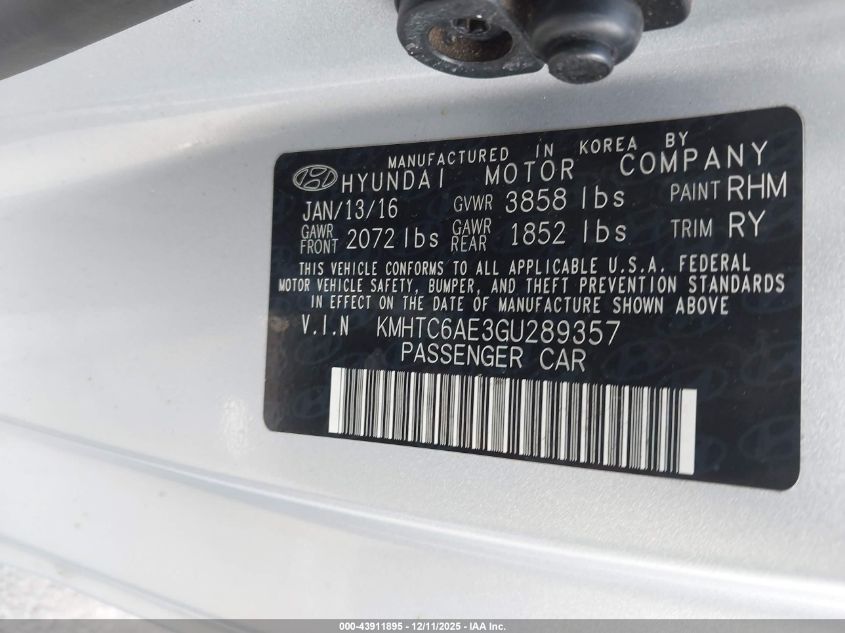 MANUFACTURED IN KOREA BY
HYUNDAI MOTOR COMPANY
JAN/13/16 GVWR 3858 lbs PAINT RHM
GAWR FRONT 2072 lbs GAWR REAR 1852 lbs TRIM RY
THIS VEHICLE CONFORMS TO ALL APPLICABLE U.S.A. FEDERAL
MOTOR VEHICLE SAFETY, BUMPER, AND THEFT PREVENTION STANDARDS
IN EFFECT ON THE DATE OF MANUFACTURE SHOWN ABOVE
V.I.N KMHTC6AE3GU289357
PASSENGER CAR
000-43911895 - 12/11/2025 - IAA Inc.